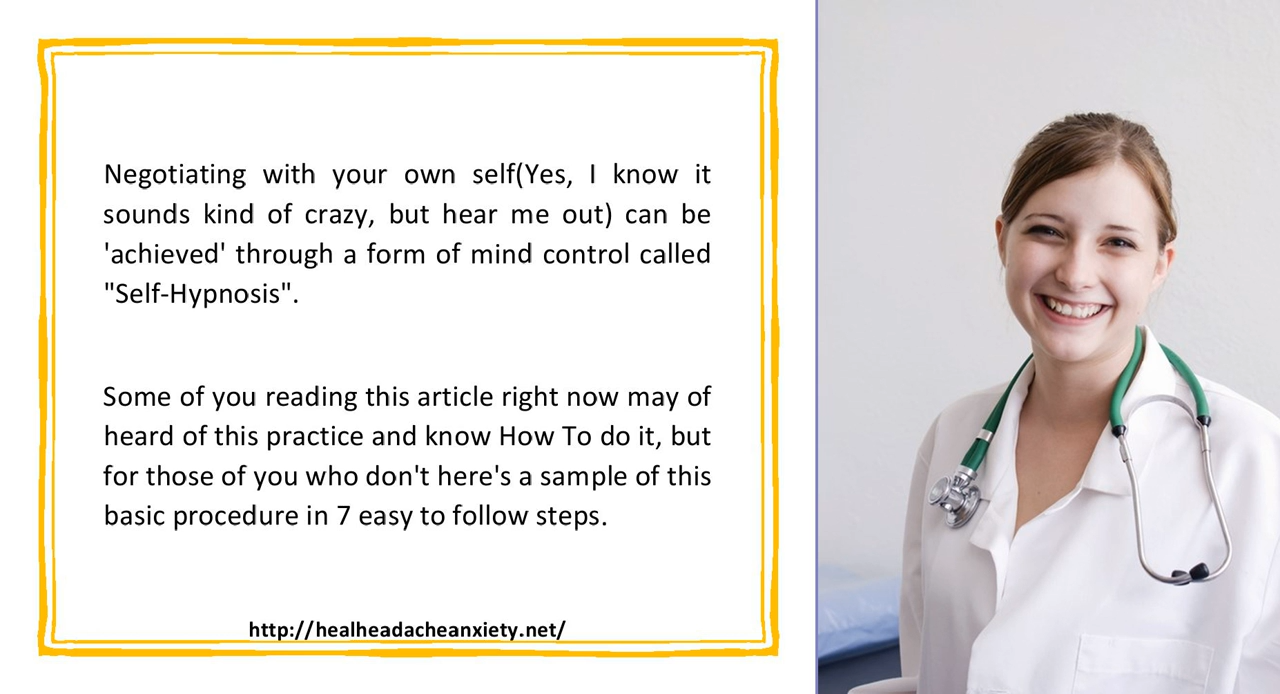 Negotiating with your own self(Yes, I know it
sounds kind of crazy, but hear me out) can be
'achieved' through a form of mind control called
"Self-Hypnosis".
Some of you reading this article right now may of
heard of this practice and know How To do it, but
for those of you who don't here's a sample of this
basic procedure in 7 easy to follow steps.
http://healheadacheanxiety.net/